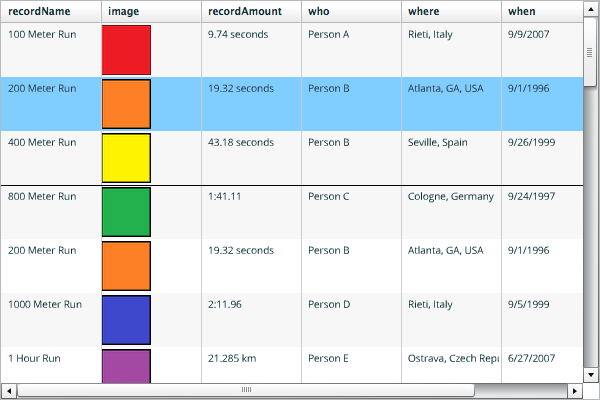 recordName image recordAmount who where when
100 Meter Run 9.74 seconds Person A Rieti, Italy 9/9/2007
200 Meter Run 19.32 seconds Person B Atlanta, GA, USA 9/1/1996
400 Meter Run 43.18 seconds Person B Seville, Spain 9/26/1999
800 Meter Run 1:41.11 Person C Cologne, Germany 9/24/1997
200 Meter Run 19.32 seconds Person B Atlanta, GA, USA 9/1/1996
1000 Meter Run 2:11.96 Person D Rieti, Italy 9/5/1999
1 Hour Run 21.285 km Person E Ostrava, Czech Repu 6/27/2007